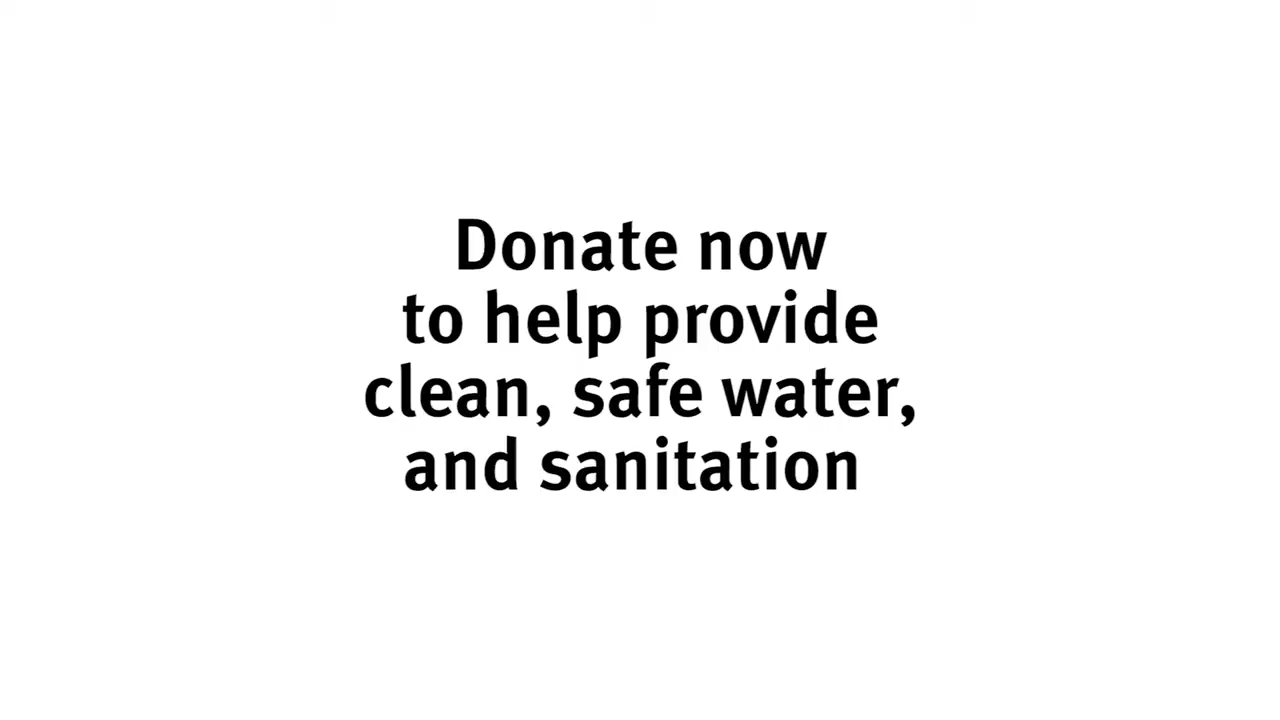 Donate now
to help provide
clean, safe water,
and sanitation